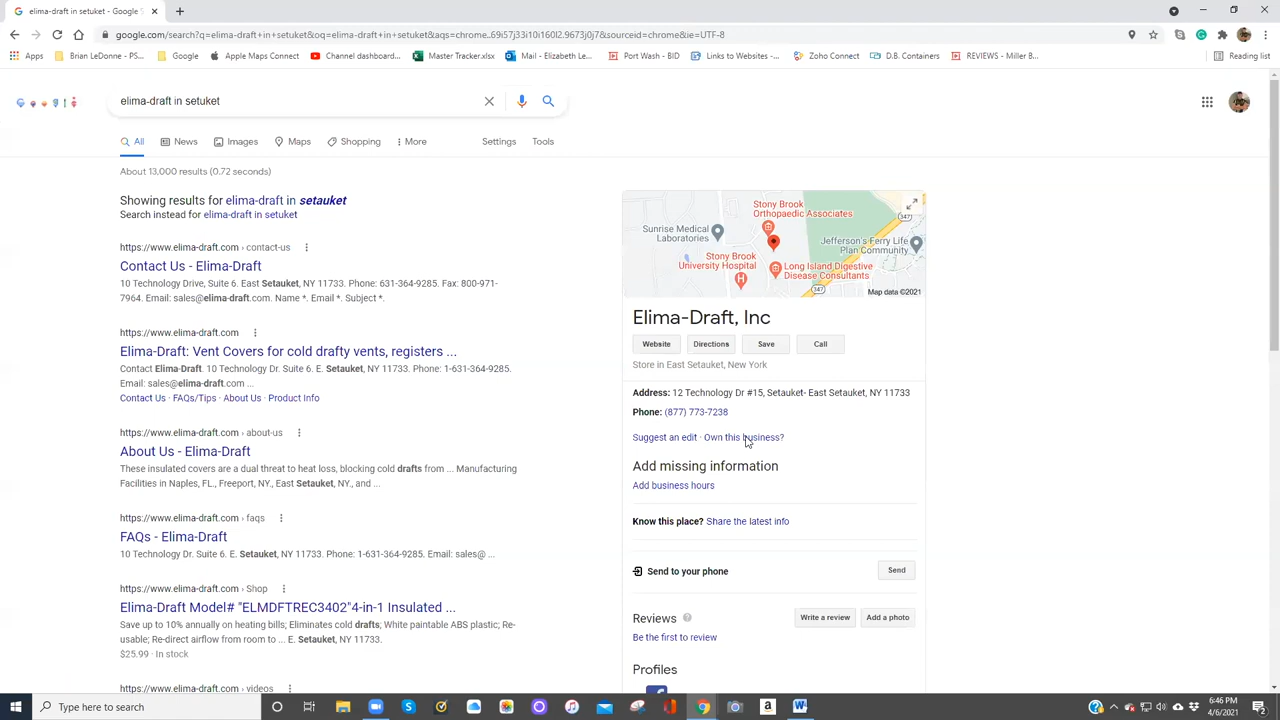 elima-draft in setuket - Google S
google.com/search?q=elima-draft+in+setuket&oq=elima-draft+in+setuket&aqs=chrome..69i57j33i10i160l2.9673j0j7&sourceid=chrome&ie=UTF-8
Apps
Brian LeDonne - PS...
Google
Apple Maps Connect
Channel dashboard...
Master Tracker.xlsx
Mail - Elizabeth Le...
Port Wash - BID
Links to Websites -...
Zoho Connect
D.B. Containers
REVIEWS - Miller B...
Reading list
elima-draft in setuket
All
News
Images
Maps
Shopping
More
Settings
Tools
About 13,000 results (0.72 seconds)
Showing results for elima-draft in setauket
Search instead for elima-draft in setuket
https://www.elima-draft.com › contact-us
Contact Us - Elima-Draft
10 Technology Drive, Suite 6. East Setauket, NY 11733. Phone: 631-364-9285. Fax: 800-971-
7964. Email: sales@elima-draft.com. Name *. Email *. Subject *.
https://www.elima-draft.com
Elima-Draft: Vent Covers for cold drafty vents, registers ...
Contact Elima-Draft. 10 Technology Dr. Suite 6. E. Setauket, NY 11733. Phone: 1-631-364-9285.
Email: sales@elima-draft.com ...
Contact Us · FAQs/Tips · About Us · Product Info
https://www.elima-draft.com › about-us
About Us - Elima-Draft
These insulated covers are a dual threat to heat loss, blocking cold drafts from ... Manufacturing
Facilities in Naples, FL., Freeport, NY., East Setauket, NY., and ...
https://www.elima-draft.com › faqs
FAQs - Elima-Draft
10 Technology Dr. Suite 6. E. Setauket, NY 11733. Phone: 1-631-364-9285. Email: sales@ ...
https://www.elima-draft.com › Shop
Elima-Draft Model# "ELMDFTREC3402"4-in-1 Insulated ...
Save up to 10% annually on heating bills; Eliminates cold drafts; White paintable ABS plastic; Re-
usable; Re-direct airflow from room to ... E. Setauket, NY 11733.
$25.99 · In stock
https://www.elima-draft.com › videos
Stony Brook
Orthopaedic Associates
347
Sunrise Medical
Laboratories
Jefferson's Ferry Life
Plan Community
Stony Brook
University Hospital
Long Island Digestive
Disease Consultants
347
Map data ©2021
Elima-Draft, Inc
Website
Directions
Save
Call
Store in East Setauket, New York
Address: 12 Technology Dr #15, Setauket- East Setauket, NY 11733
Phone: (877) 773-7238
Suggest an edit · Own this business?
Add missing information
Add business hours
Know this place? Share the latest info
Send to your phone
Send
Reviews
Write a review
Add a photo
Be the first to review
Profiles
Type here to search
6:46 PM
4/6/2021